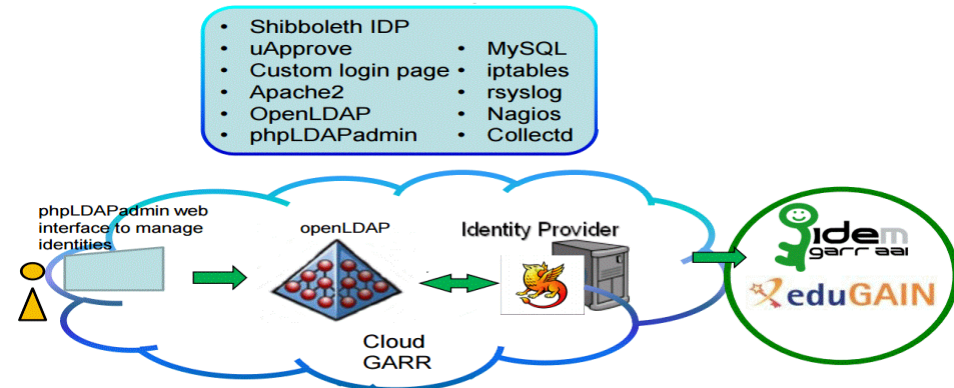 • Shibboleth IDP
• uApprove
• Custom login page
• Apache2
• OpenLDAP
• phpLDAPadmin
• MySQL
• iptables
• rsyslog
• Nagios
• Collectd
phpLDAPadmin web
interface to manage
identities
openLDAP
Identity Provider
Cloud
GARR
idem
garr aai
eduGAIN